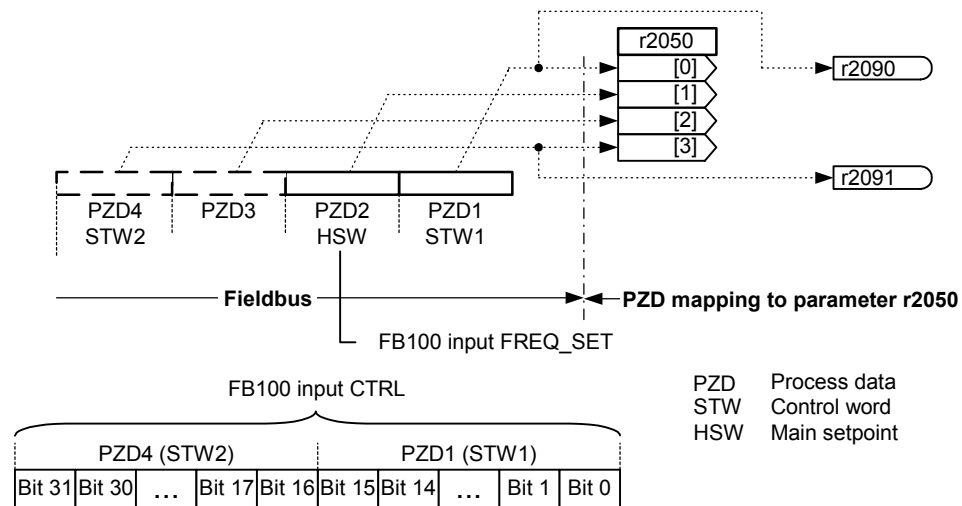 r2050
[0]
r2090
[1]
[2]
[3]
r2091
PZD4 PZD3 PZD2 PZD1
STW2 HSW STW1
Fieldbus PZD mapping to parameter r2050
FB100 input FREQ_SET
FB100 input CTRL
PZD Process data
STW Control word
HSW Main setpoint
PZD4 (STW2) PZD1 (STW1)
Bit 31 Bit 30 ... Bit 17 Bit 16 Bit 15 Bit 14 ... Bit 1 Bit 0